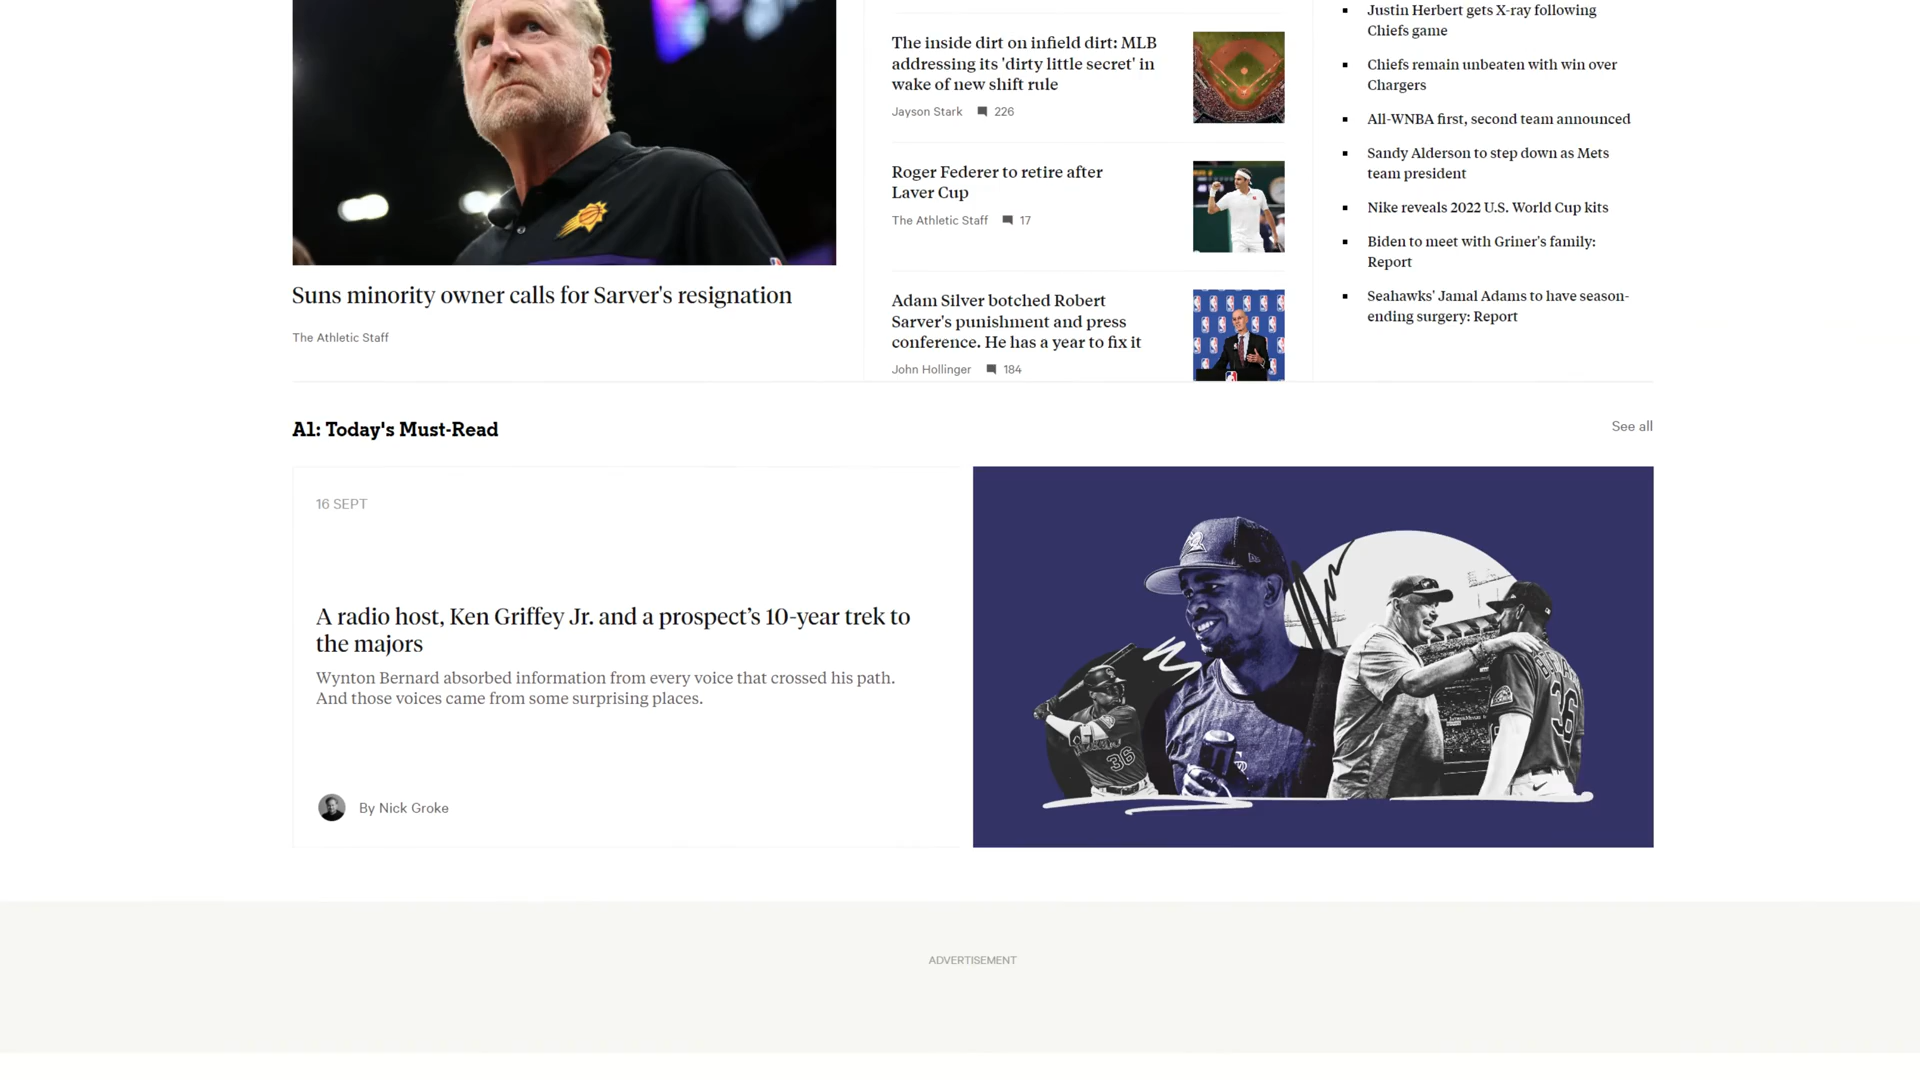 Suns minority owner calls for Sarver's resignation
The Athletic Staff
The inside dirt on infield dirt: MLB
addressing its 'dirty little secret' in
wake of new shift rule
Jayson Stark 226
Roger Federer to retire after
Laver Cup
The Athletic Staff 17
Adam Silver botched Robert
Sarver's punishment and press
conference. He has a year to fix it
John Hollinger 184
Justin Herbert gets X-ray following
Chiefs game
Chiefs remain unbeaten with win over
Chargers
All-WNBA first, second team announced
Sandy Alderson to step down as Mets
team president
Nike reveals 2022 U.S. World Cup kits
Biden to meet with Griner's family:
Report
Seahawks' Jamal Adams to have season-
ending surgery: Report
A1: Today's Must-Read
See all
16 SEPT
A radio host, Ken Griffey Jr. and a prospect’s 10-year trek to
the majors
Wynton Bernard absorbed information from every voice that crossed his path.
And those voices came from some surprising places.
By Nick Groke
36
36
ADVERTISEMENT